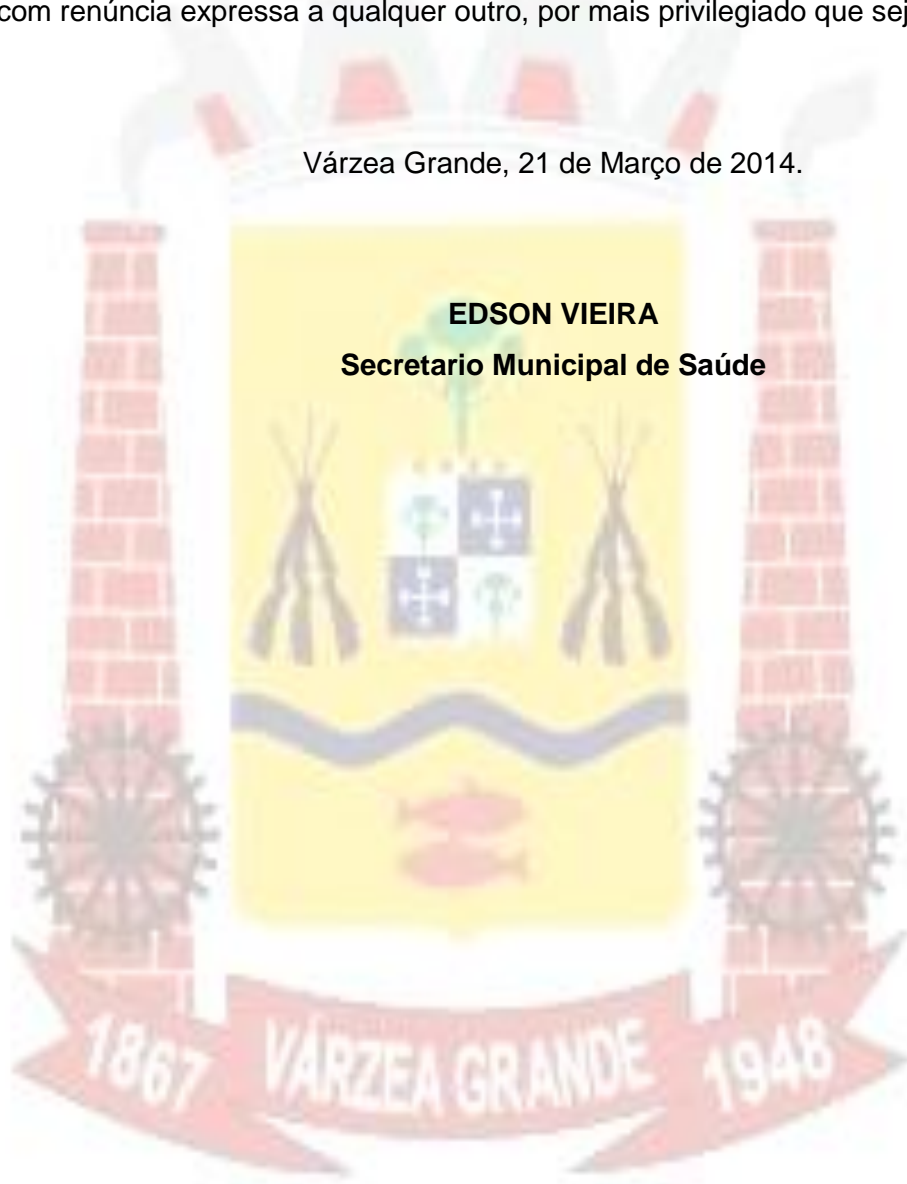 com renúncia expressa a qualquer outro, por mais privilegiado que sej
Várzea Grande, 21 de Março de 2014.
EDSON VIEIRA
Secretario Municipal de Saúde
1867 VÁRZEA GRANDE 1948